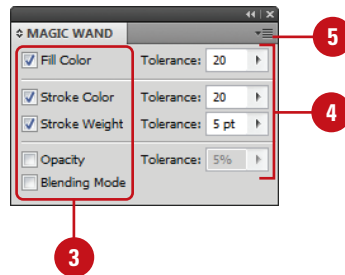 MAGIC WAND
5
Fill Color Tolerance: 20
Stroke Color Tolerance: 20
4
Stroke Weight Tolerance: 5 pt
Opacity Tolerance: 5%
Blending Mode
3